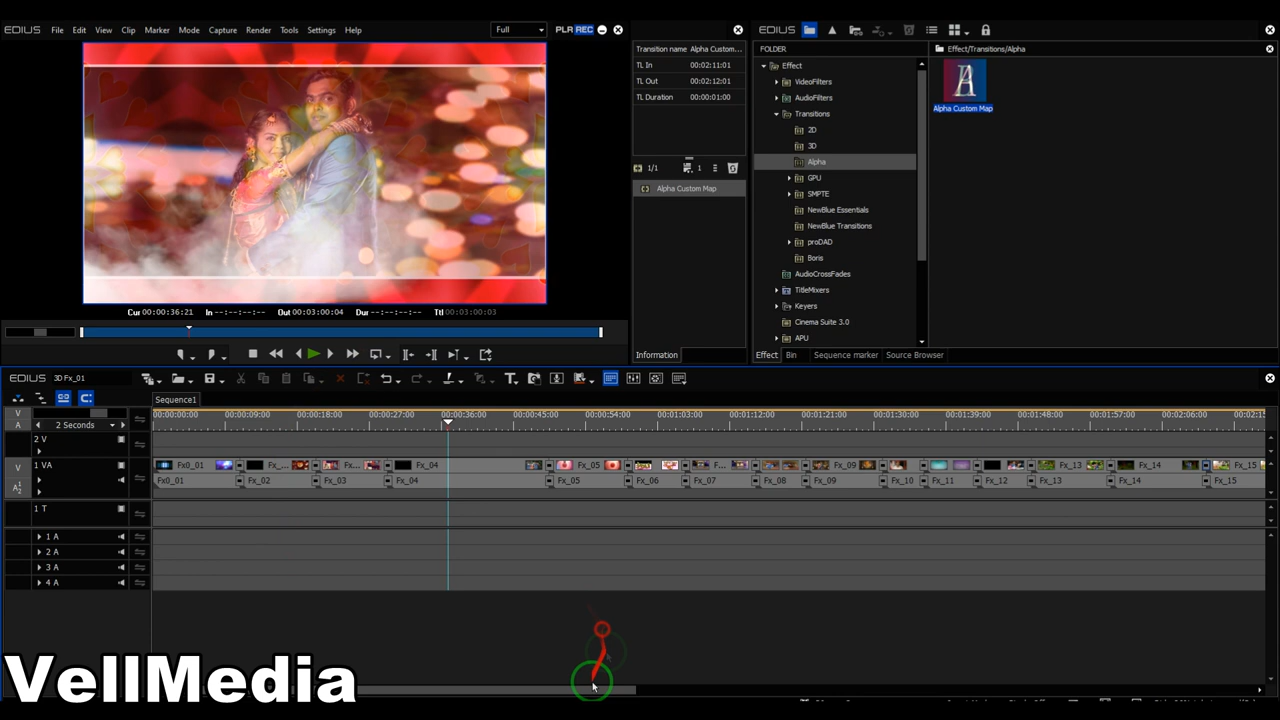 EDIUS File Edit View Clip Marker Mode Capture Render Tools Settings Help Full PLR REC
Cur 00:00:36:21 In --:--:--:-- Out 00:03:00:04 Dur --:--:--:-- Ttl 00:03:00:03
Transition name Alpha Custom...
TL In 00:02:11:01
TL Out 00:02:12:01
TL Duration 00:00:01:00
1/1 1
Alpha Custom Map
Information
EDIUS
FOLDER
Effect
VideoFilters
AudioFilters
Transitions
2D
3D
Alpha
GPU
SMPTE
NewBlue Essentials
NewBlue Transitions
proDAD
Boris
AudioCrossFades
TitleMixers
Keyers
Cinema Suite 3.0
APU
Effect/Transitions/Alpha
Alpha Custom Map
Effect Bin Sequence marker Source Browser
EDIUS 3D Fx_01
Sequence1
V A
2 Seconds
00:00:00:00 00:00:09:00 00:00:18:00 00:00:27:00 00:00:36:00 00:00:45:00 00:00:54:00 00:01:03:00 00:01:12:00 00:01:21:00 00:01:30:00 00:01:39:00 00:01:48:00 00:01:57:00 00:02:06:00 00:02:15
2 V
V 1 VA Fx0_01 Fx_... Fx... Fx_04 Fx_05 F... Fx_09 Fx_13 Fx_14 Fx_15
A12 Fx0_01 Fx_02 Fx_03 Fx_04 Fx_05 Fx_06 Fx_07 Fx_08 Fx_09 Fx_10 Fx_11 Fx_12 Fx_13 Fx_14 Fx_15
1 T
1 A
2 A
3 A
4 A
VellMedia